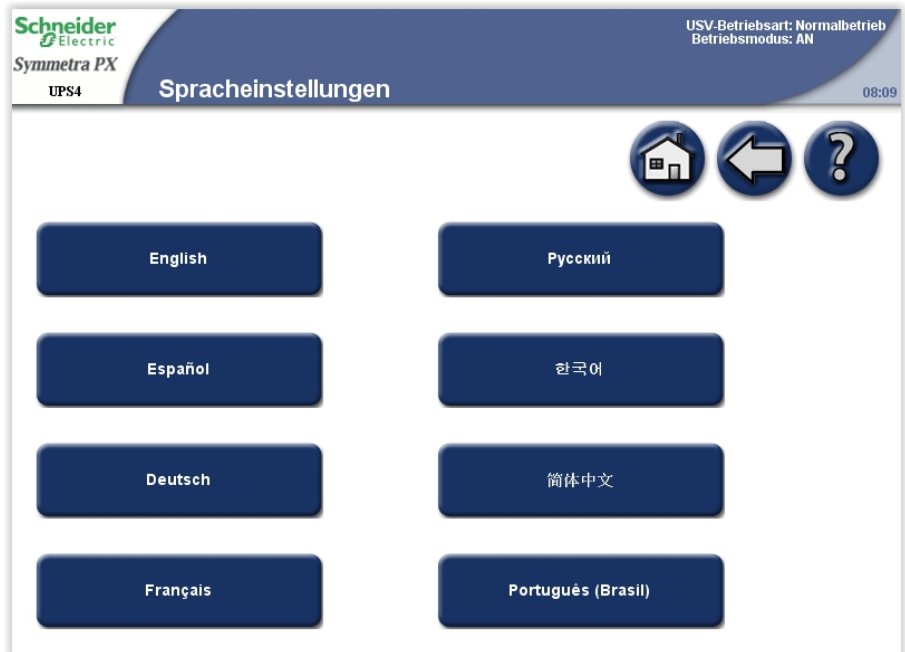 Schneider
Electric
Symmetra PX
UPS4
Spracheinstellungen
USV-Betriebsart: Normalbetrieb
Betriebsmodus: AN
08:09
?
English
Русский
Español
한국어
Deutsch
简体中文
Français
Português (Brasil)